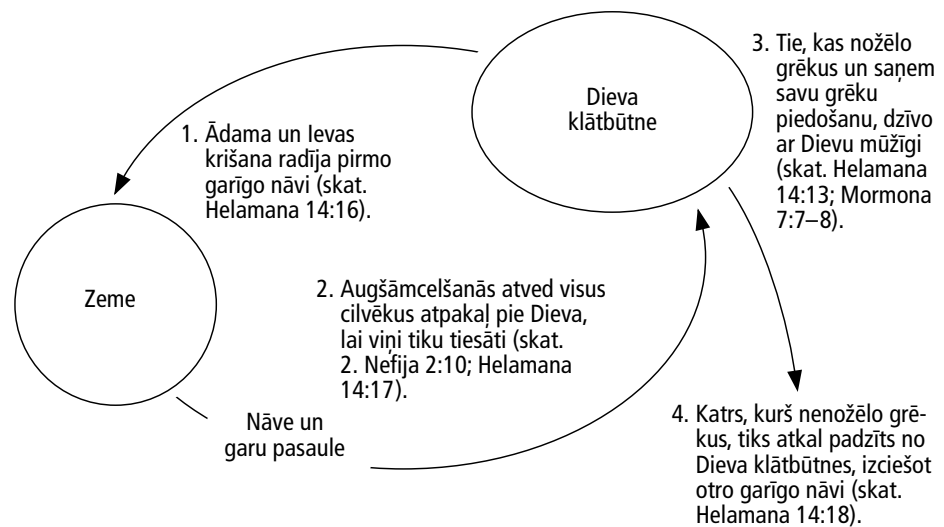 Dieva
klātbūtne
1. Ādama un Ievas
krišana radīja pirmo
garīgo nāvi (skat.
Helamana 14:16).
Zeme
2. Augšāmcelšanās atved visus
cilvēkus atpakaļ pie Dieva,
lai viņi tiku tiesāti (skat.
2. Nefija 2:10; Helamana
14:17).
Nāve un
garu pasaule
3. Tie, kas nožēlo
grēkus un saņem
savu grēku
piedošanu, dzīvo
ar Dievu mūžīgi
(skat. Helamana
14:13; Mormona
7:7–8).
4. Katrs, kurš nenožēlo grē-
kus, tiks atkal padzīts no
Dieva klātbūtnes, izciešot
otro garīgo nāvi (skat.
Helamana 14:18).